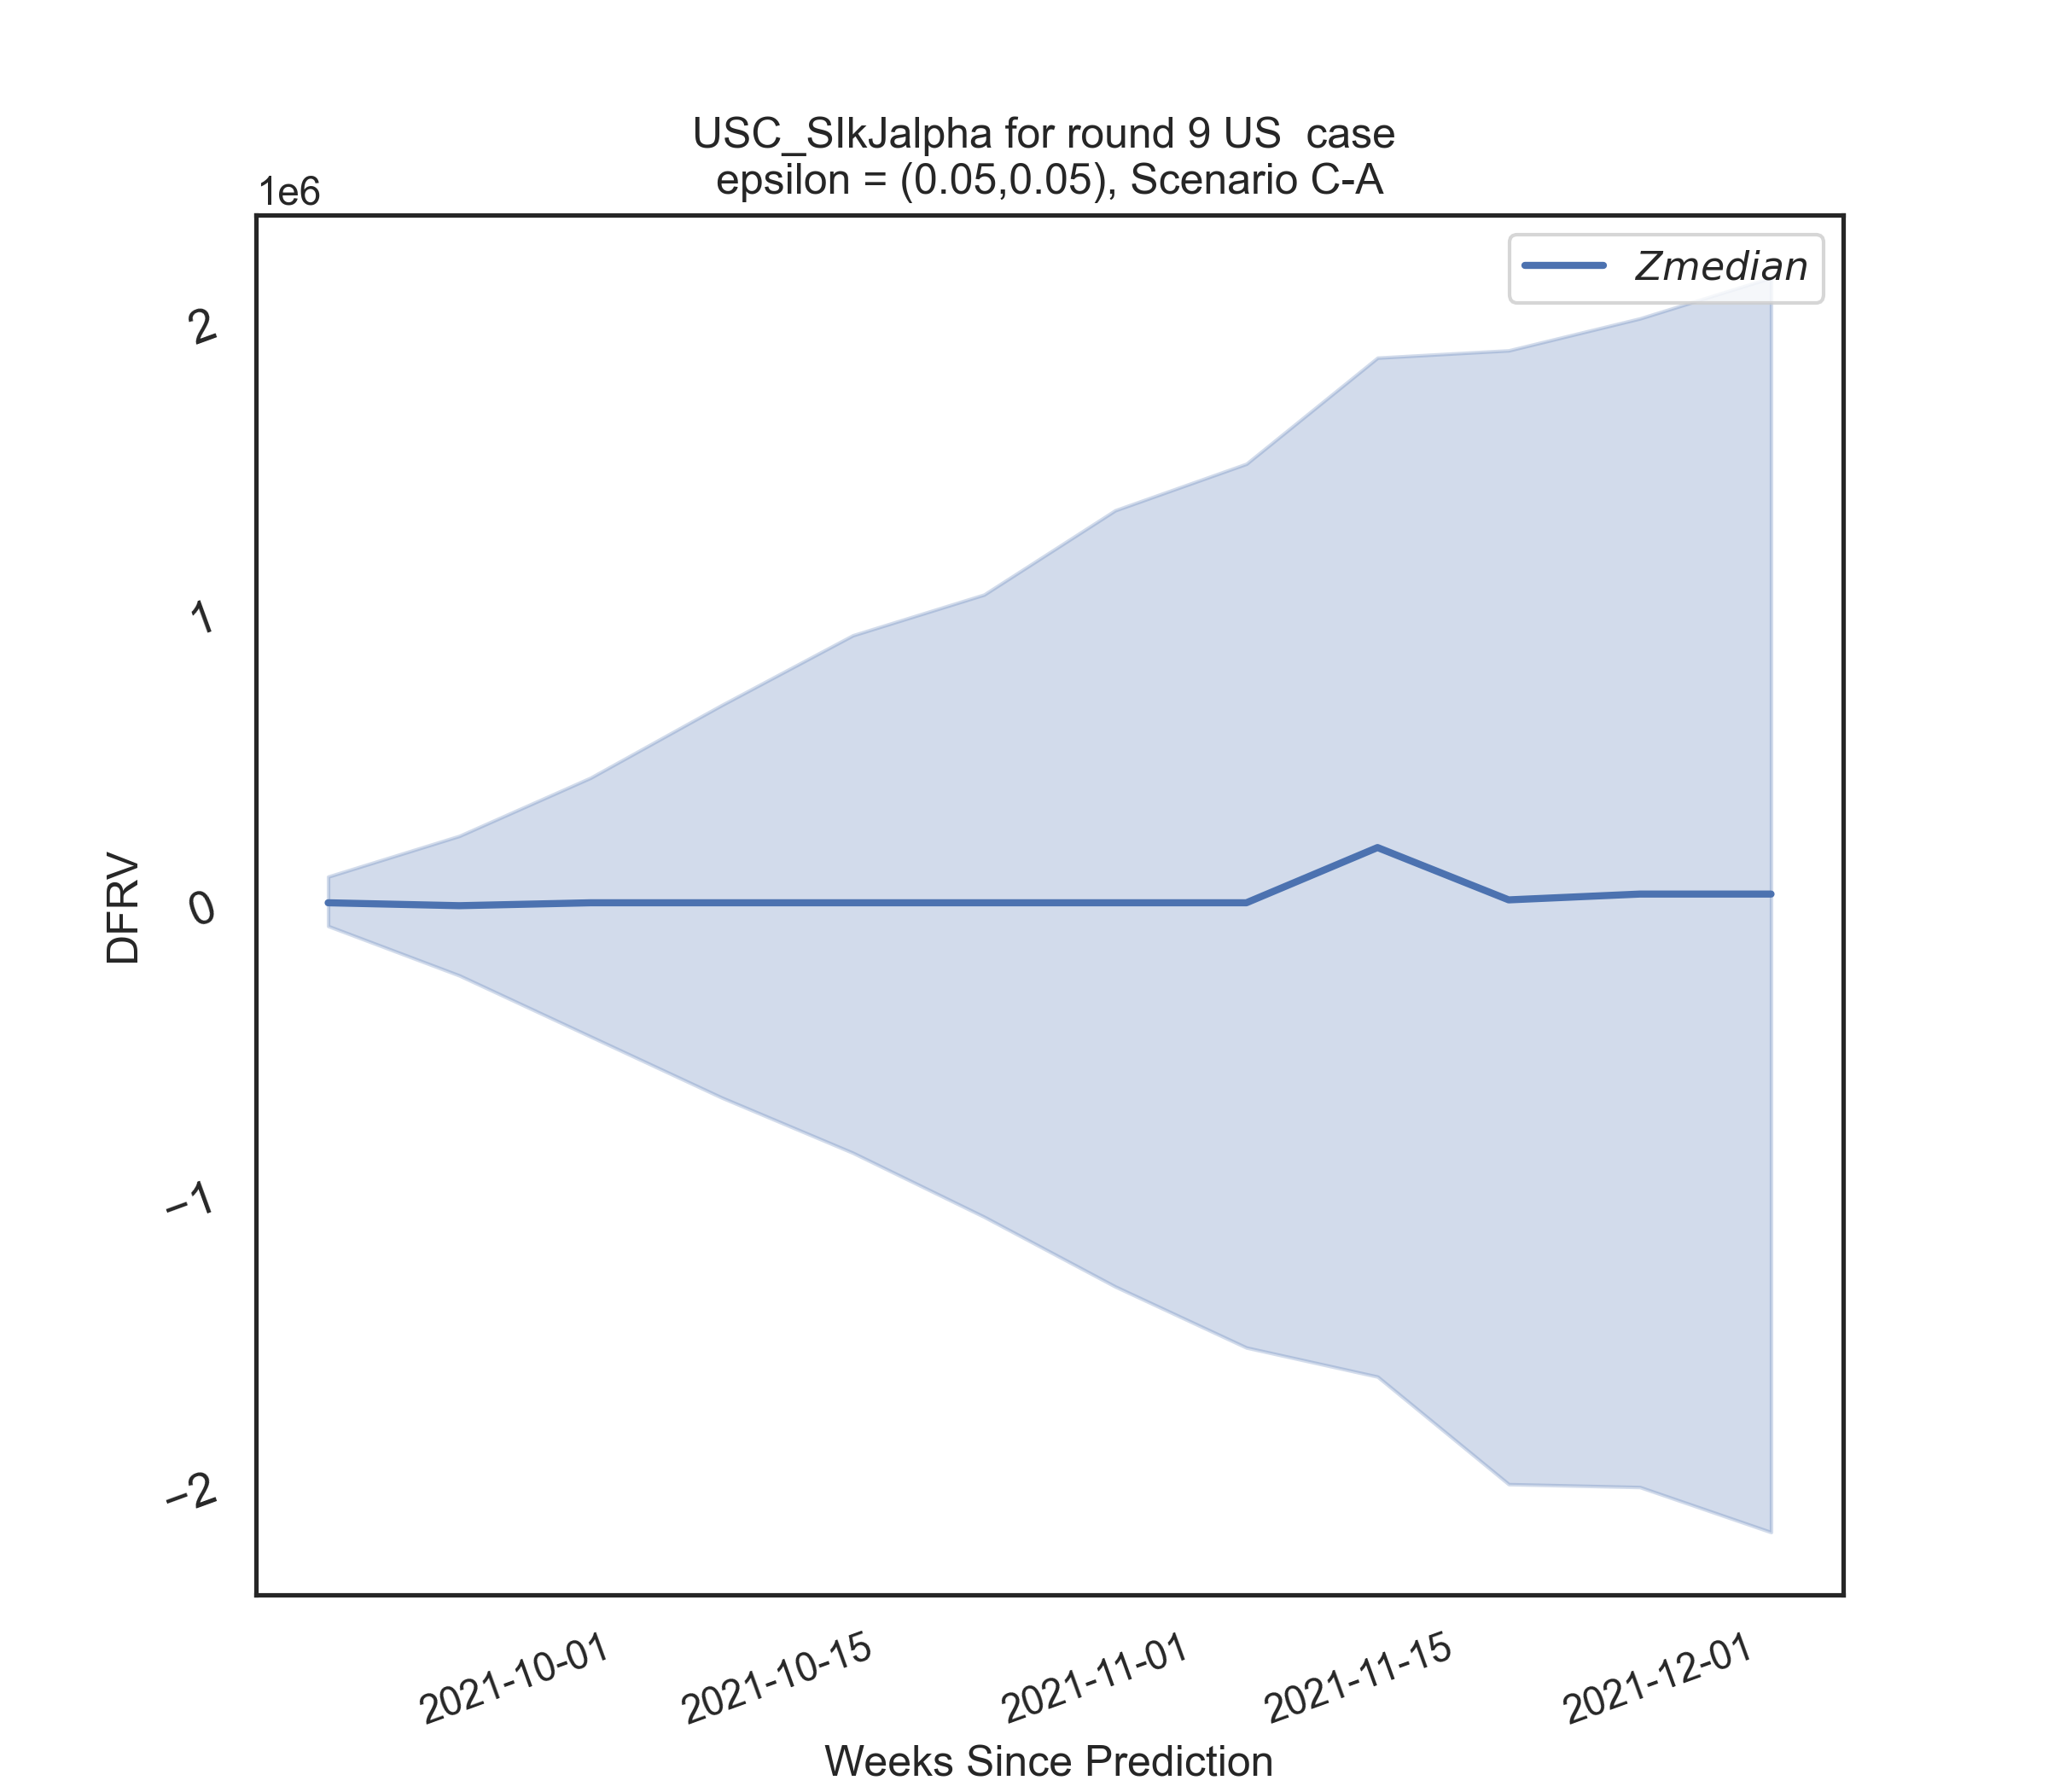 USC_SIkJalpha for round 9 US  case
epsilon = (0.05,0.05), Scenario C-A
1e6
Zmedian
2
1
0
−1
−2
DFRV
2021-10-01
2021-10-15
2021-11-01
2021-11-15
2021-12-01
Weeks Since Prediction